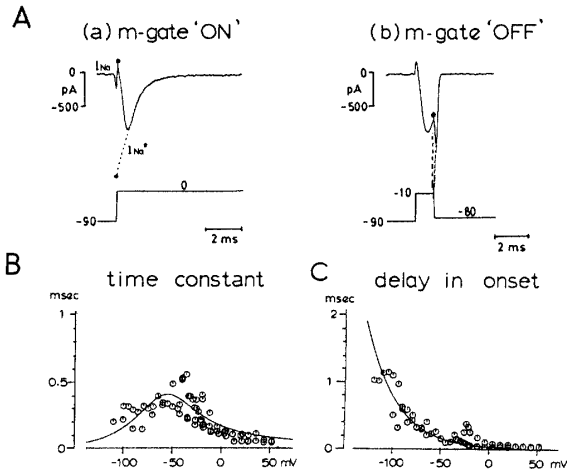 A
(a) m-gate 'ON'
(b) m-gate 'OFF'
INa
0
pA
-500
INa*
0
-90
2 ms
0
pA
-500
-10
-80
-90
2 ms
B
time constant
msec
1
0.5
0
-100
-50
0
50
mV
C
delay in onset
msec
2
1
0
-100
-50
0
50
mV